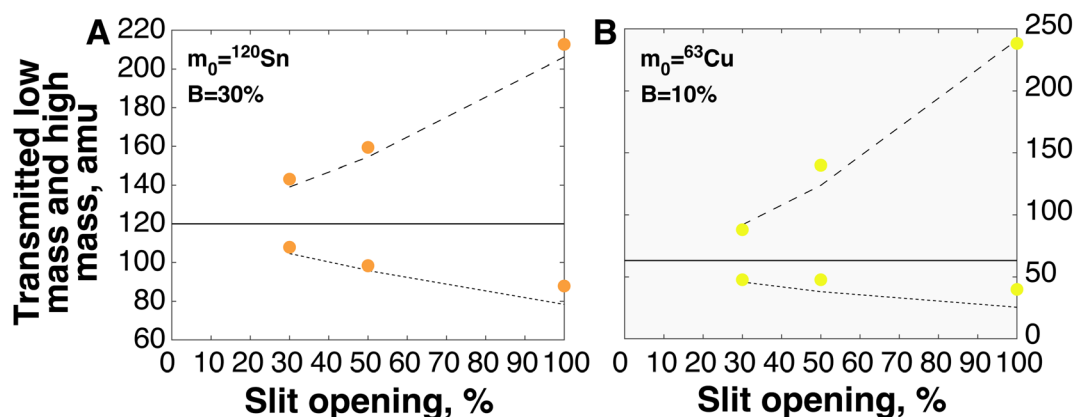 A
m0=120Sn
B=30%
Transmitted low
mass and high
mass, amu
220
200
180
160
140
120
100
80
60
0 10 20 30 40 50 60 70 80 90 100
Slit opening, %
B
m0=63Cu
B=10%
250
200
150
100
50
0
0 10 20 30 40 50 60 70 80 90 100
Slit opening, %